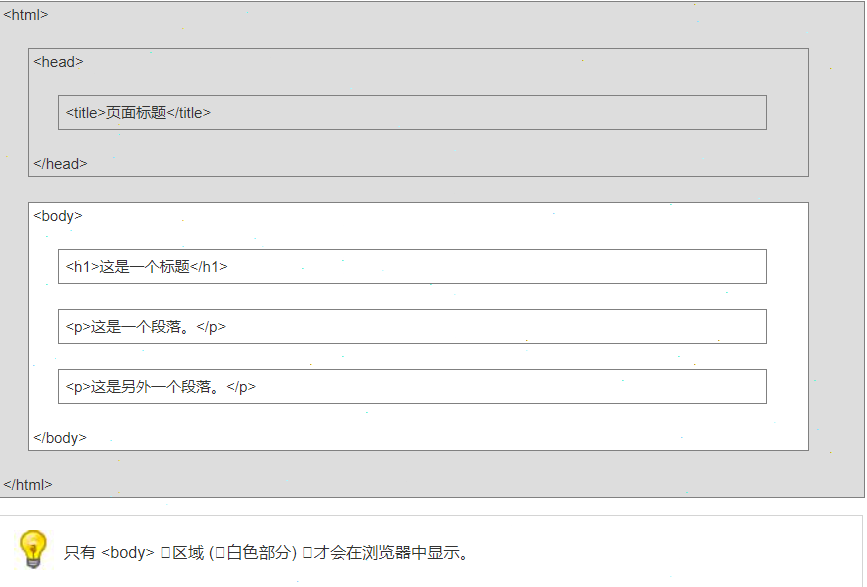 <html>
<head>
<title>页面标题</title>
</head>
<body>
<h1>这是一个标题</h1>
<p>这是一个段落。</p>
<p>这是另外一个段落。</p>
</body>
</html>
只有 <body> 区域 (白色部分) 才会在浏览器中显示。